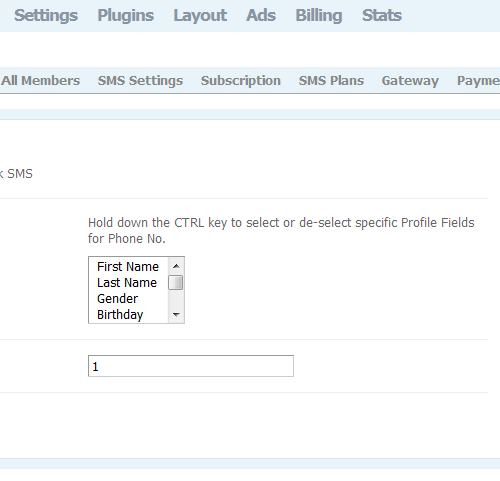 Settings Plugins Layout Ads Billing Stats
All Members SMS Settings Subscription SMS Plans Gateway Payme
k SMS
Hold down the CTRL key to select or de-select specific Profile Fields
for Phone No.
First Name
Last Name
Gender
Birthday
1